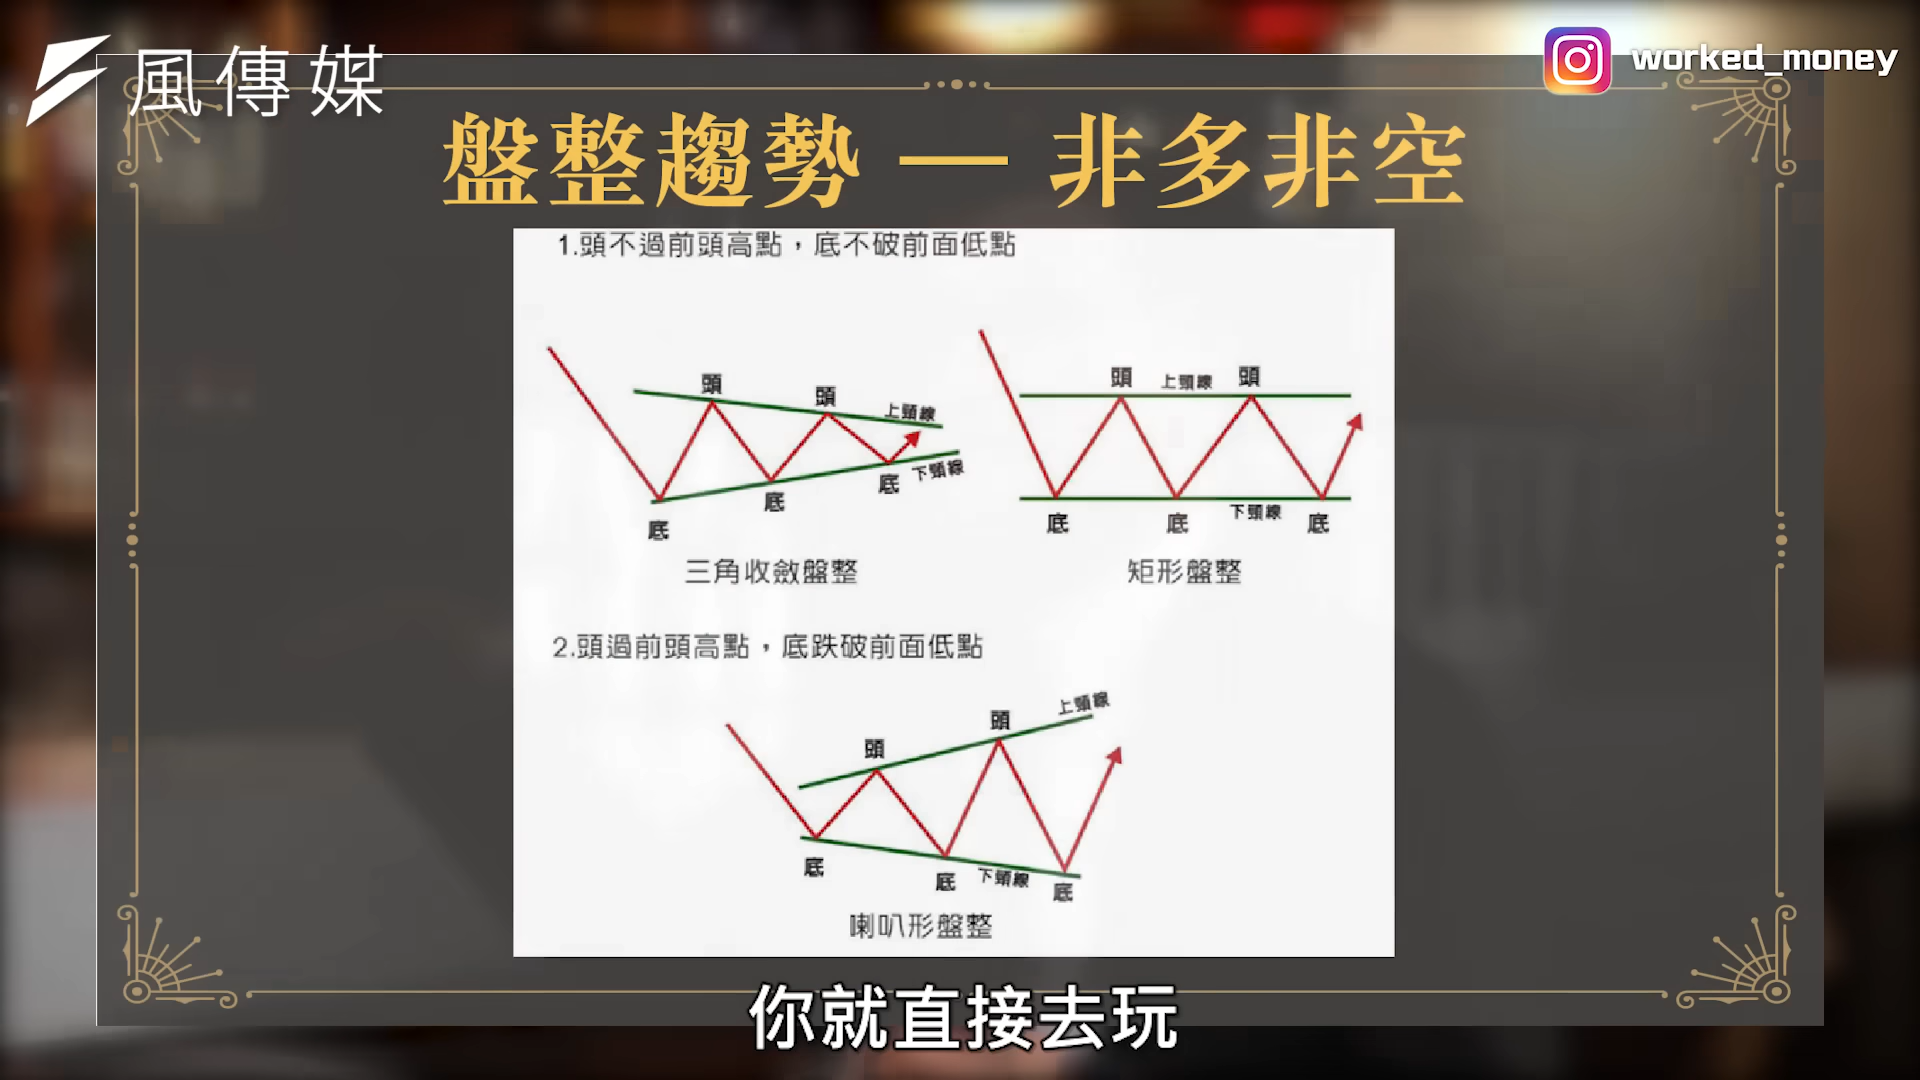 風傳媒
worked_money
盤整趨勢 — 非多非空
1.頭不過前頭高點，底不破前面低點
頭
頭
上頸線
底
底
底
下頸線
三角收斂盤整
頭
上頸線
頭
底
底
下頸線
底
矩形盤整
2.頭過前頭高點，底跌破前面低點
頭
頭
上頸線
底
底
下頸線
底
喇叭形盤整
你就直接去玩